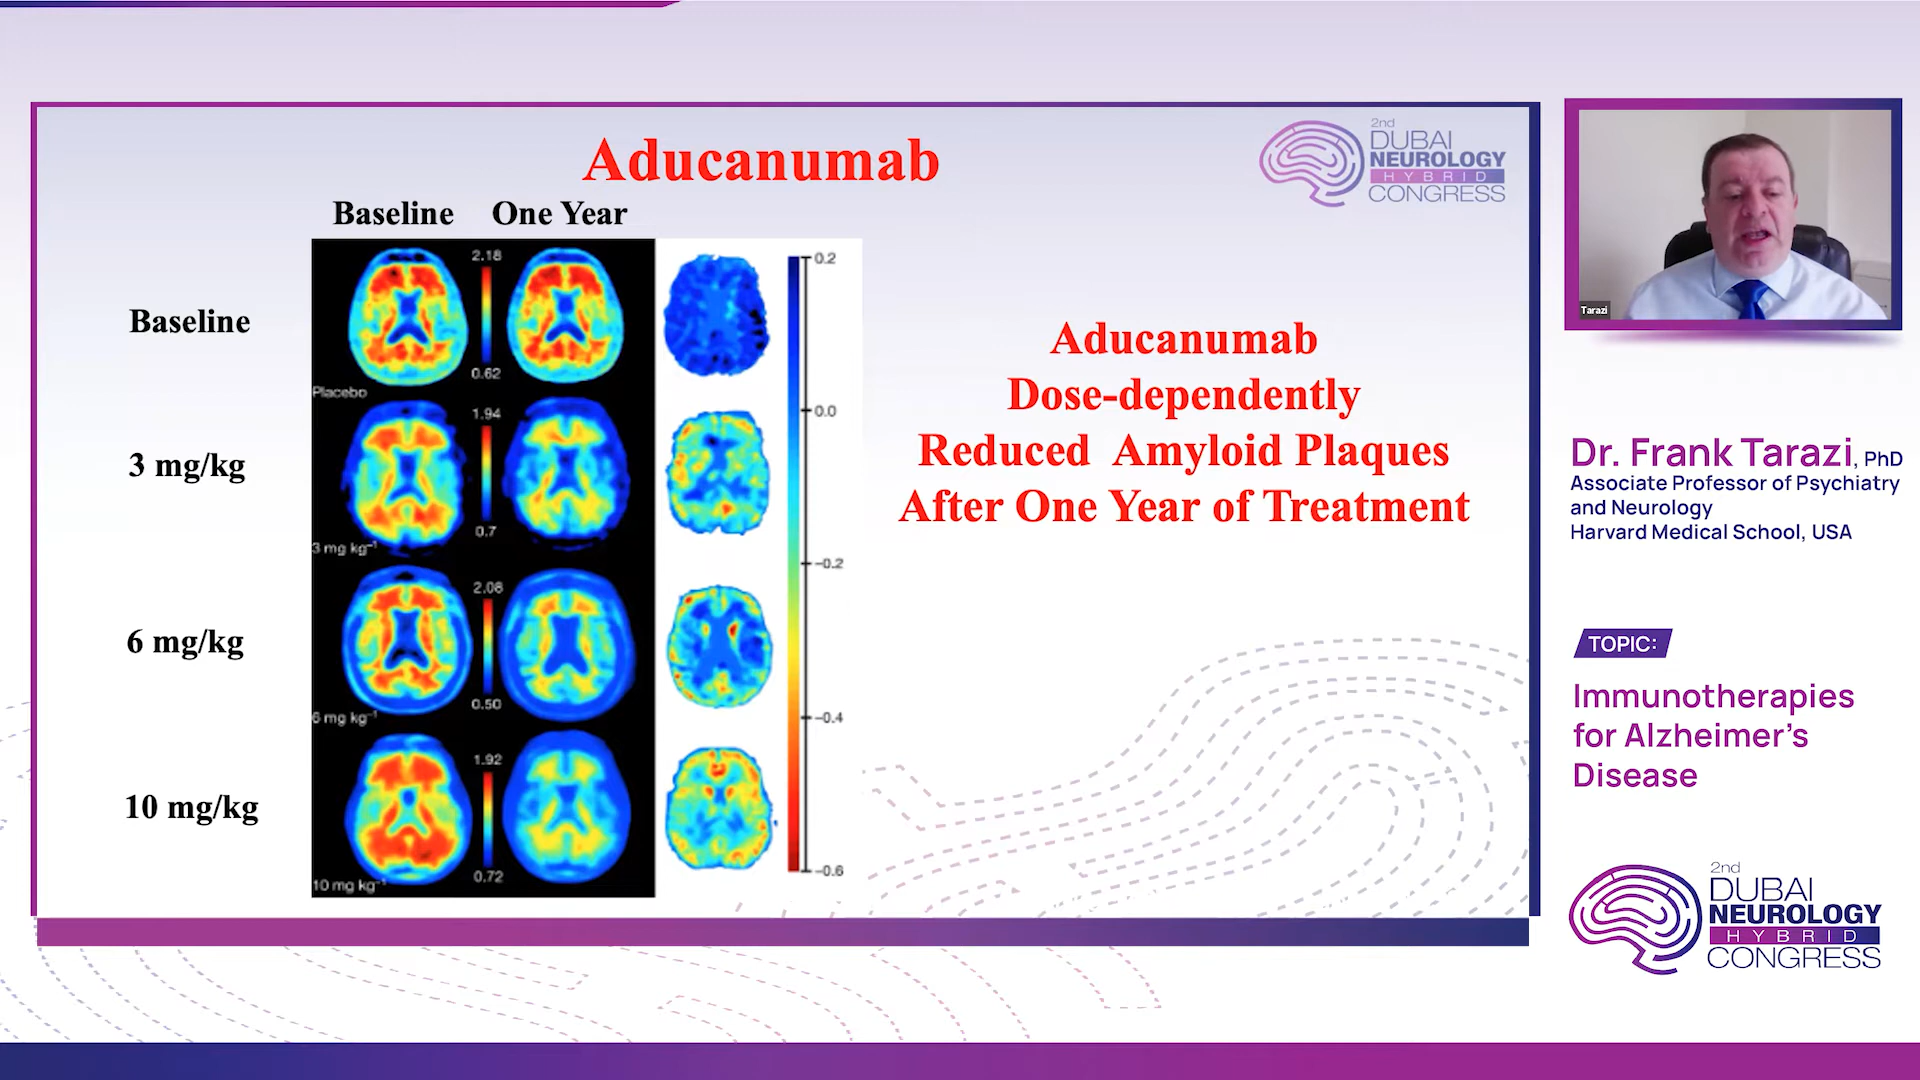 Aducanumab
2nd
DUBAI
NEUROLOGY
HYBRID
CONGRESS
Baseline One Year
Baseline
3 mg/kg
6 mg/kg
10 mg/kg
2.18
0.62
Placebo
1.94
0.7
3 mg kg⁻¹
2.08
0.50
6 mg kg⁻¹
1.92
0.72
10 mg kg⁻¹
0.2
0.0
−0.2
−0.4
−0.6
Aducanumab
Dose-dependently
Reduced Amyloid Plaques
After One Year of Treatment
Tarazi
Dr. Frank Tarazi, PhD
Associate Professor of Psychiatry
and Neurology
Harvard Medical School, USA
TOPIC:
Immunotherapies
for Alzheimer's
Disease
2nd
DUBAI
NEUROLOGY
HYBRID
CONGRESS